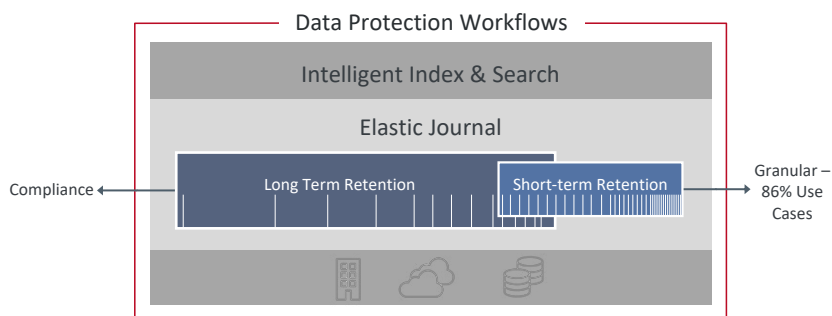 Data Protection Workflows
Intelligent Index & Search
Elastic Journal
Compliance
Long Term Retention
Short-term Retention
Granular –
86% Use
Cases